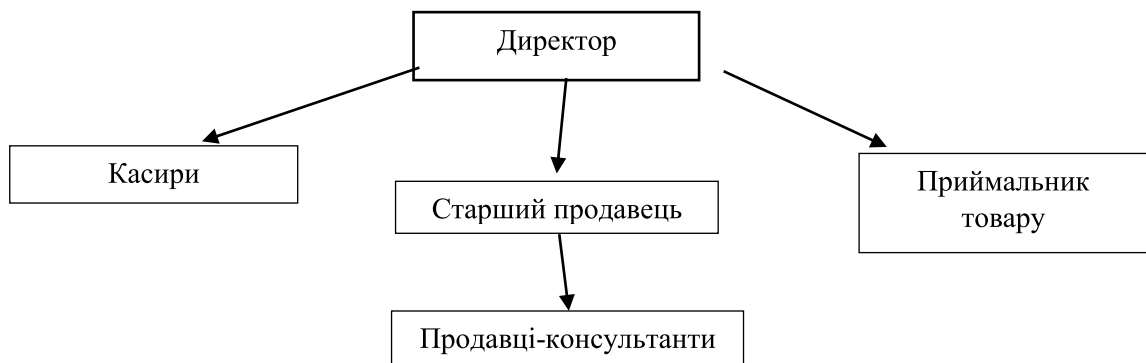 Директор
Касири
Старший продавець
Приймальник
товару
Продавці-консультанти